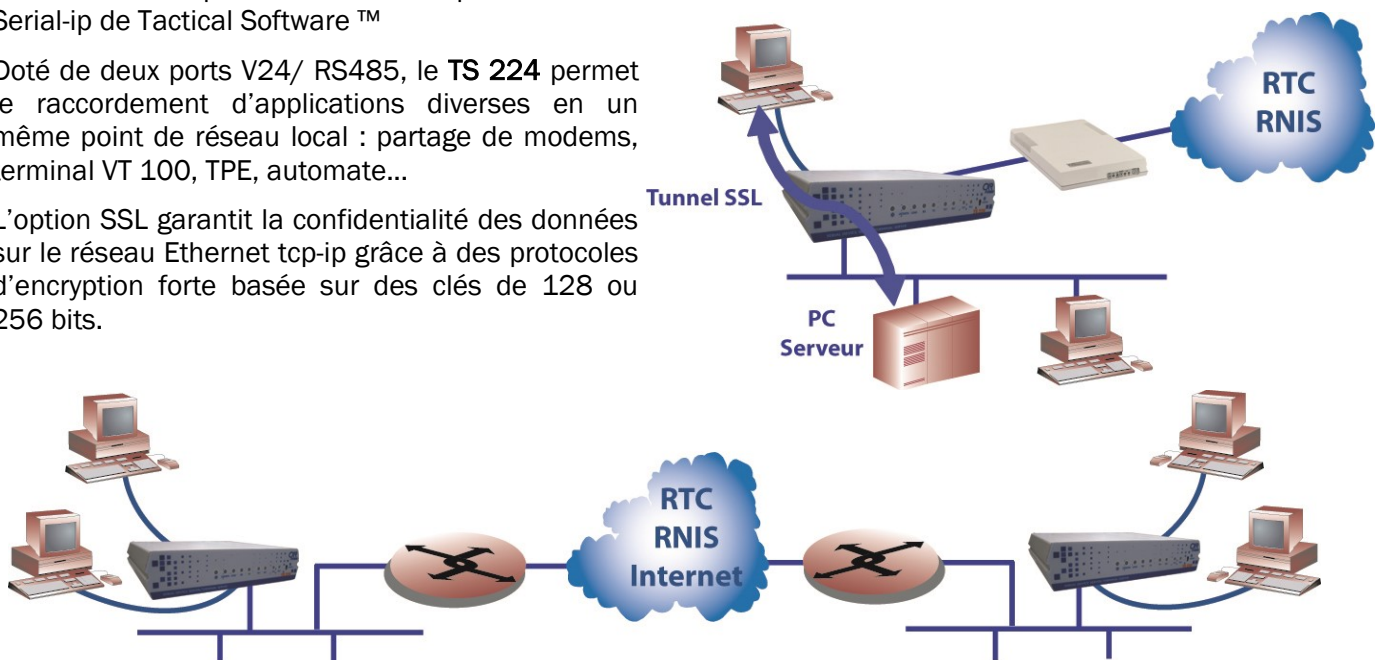 Serial-ip de Tactical Software ™
Doté de deux ports V24/ RS485, le TS 224 permet
le raccordement d’applications diverses en un
même point de réseau local : partage de modems,
terminal VT 100, TPE, automate…
L’option SSL garantit la confidentialité des données
sur le réseau Ethernet tcp-ip grâce à des protocoles
d’encryption forte basée sur des clés de 128 ou
256 bits.
RTC
RNIS
Tunnel SSL
PC
Serveur
RTC
RNIS
Internet